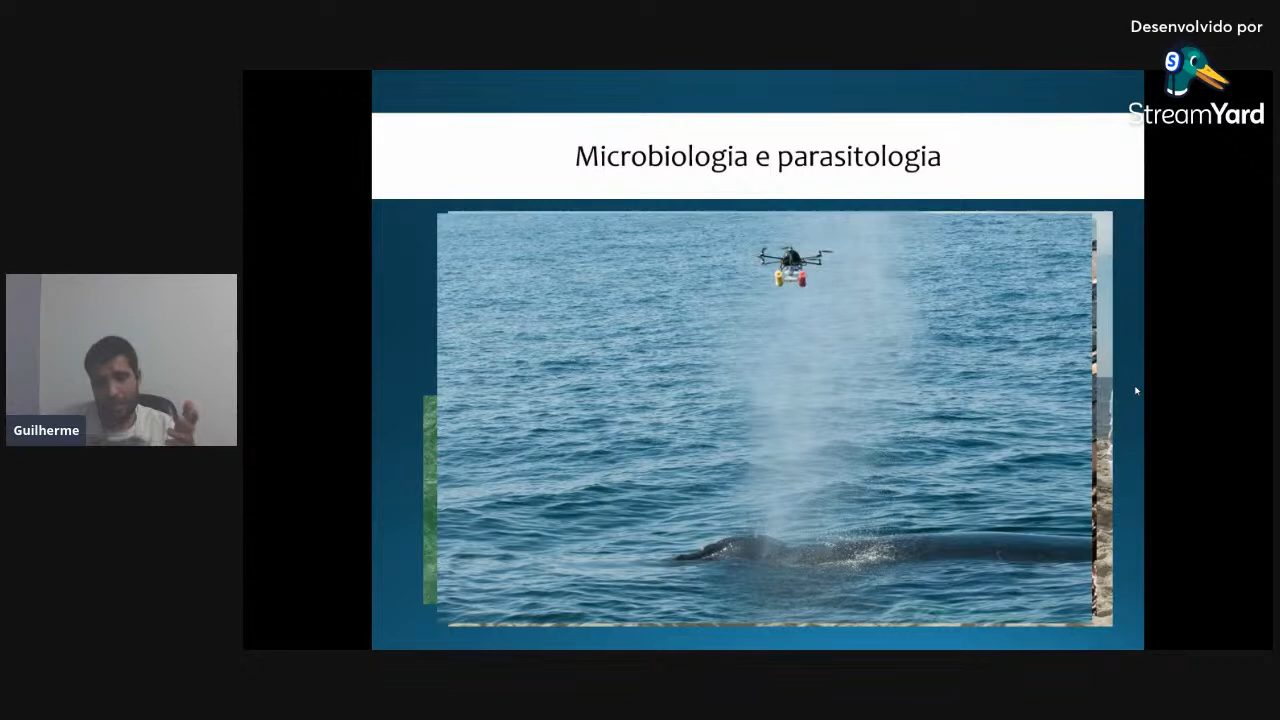 Desenvolvido por
S
StreamYard
Microbiologia e parasitologia
Guilherme